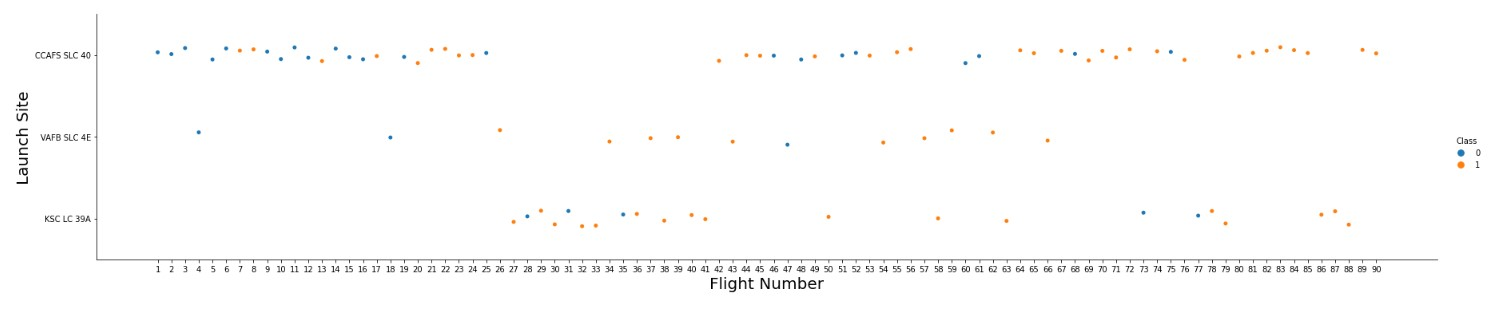 Launch Site
CCAFS SLC 40
VAFB SLC 4E
KSC LC 39A
Class
0
1
1 2 3 4 5 6 7 8 9 10 11 12 13 14 15 16 17 18 19 20 21 22 23 24 25 26 27 28 29 30 31 32 33 34 35 36 37 38 39 40 41 42 43 44 45 46 47 48 49 50 51 52 53 54 55 56 57 58 59 60 61 62 63 64 65 66 67 68 69 70 71 72 73 74 75 76 77 78 79 80 81 82 83 84 85 86 87 88 89 90
Flight Number